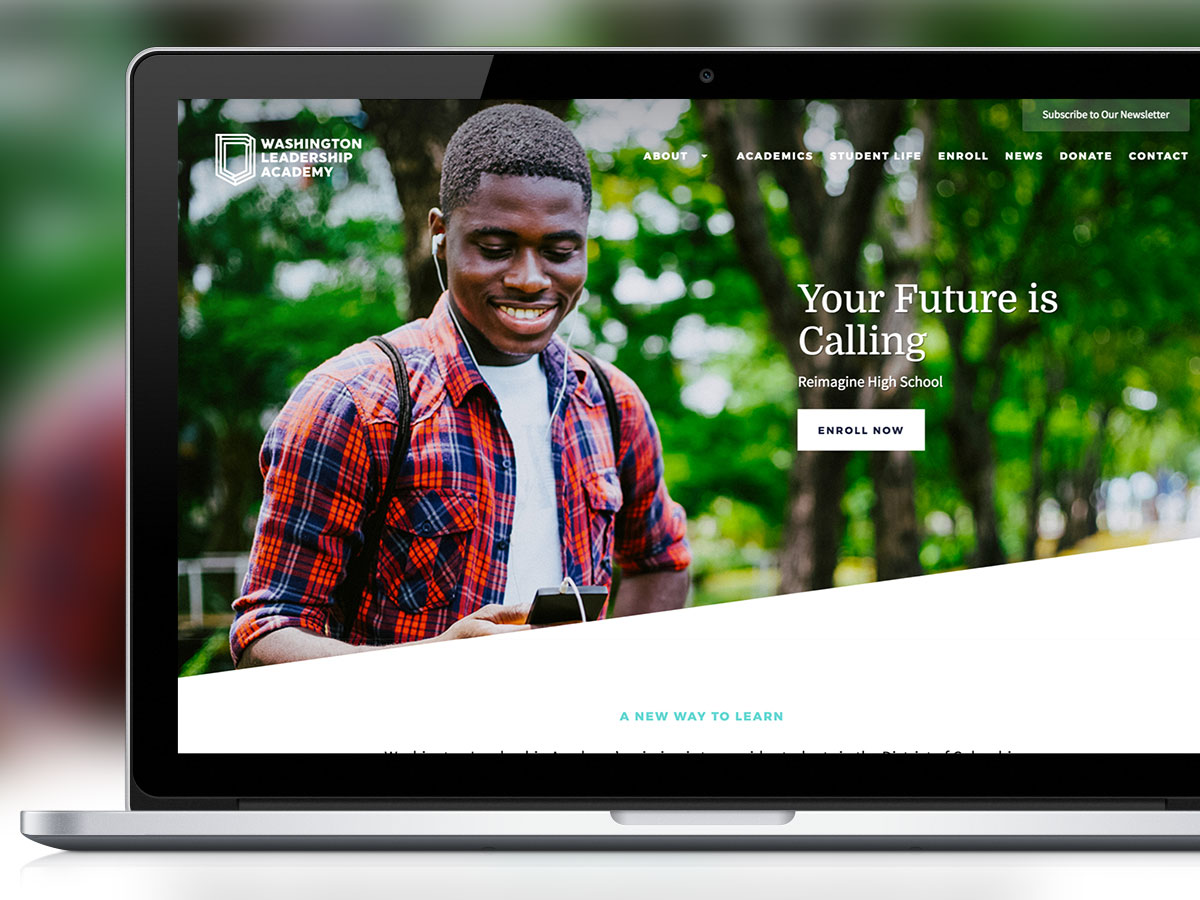 Subscribe to Our Newsletter
WASHINGTON
LEADERSHIP
ACADEMY
ABOUT ACADEMICS STUDENT LIFE ENROLL NEWS DONATE CONTACT
Your Future is
Calling
Reimagine High School
ENROLL NOW
A NEW WAY TO LEARN